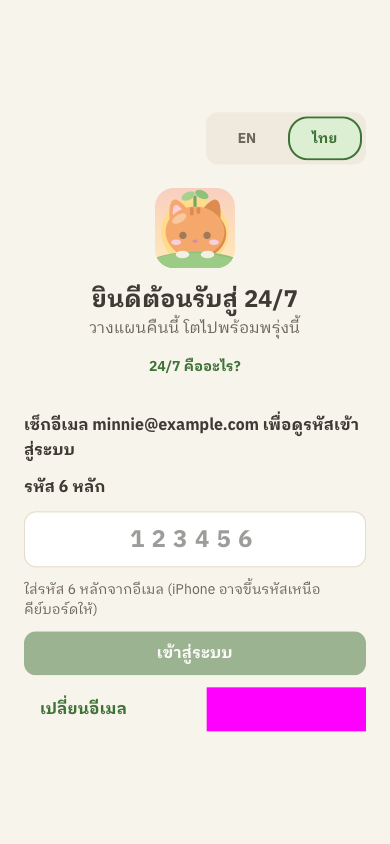 EN
ไทย
ยินดีต้อนรับสู่ 24/7
วางแผนคืนนี้ โตไปพร้อมพรุ่งนี้
24/7 คืออะไร?
เช็กอีเมล minnie@example.com เพื่อดูรหัสเข้า
สู่ระบบ
รหัส 6 หลัก
123456
ใส่รหัส 6 หลักจากอีเมล (iPhone อาจขึ้นรหัสเหนือ
คีย์บอร์ดให้)
เข้าสู่ระบบ
เปลี่ยนอีเมล